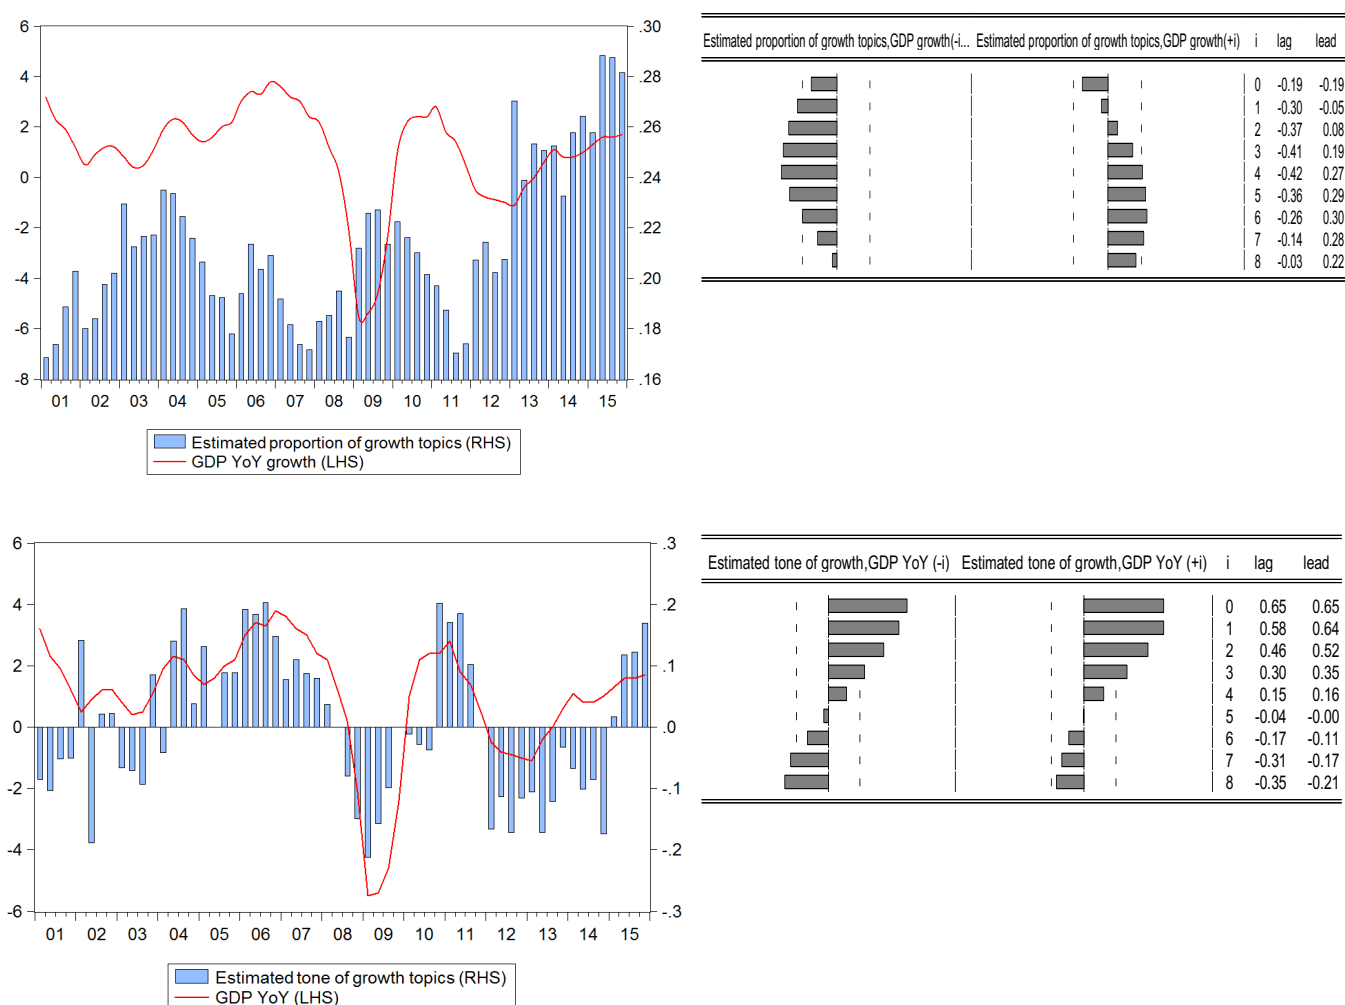 6
4
2
0
-2
-4
-6
-8
.30
.28
.26
.24
.22
.20
.18
.16
01 02 03 04 05 06 07 08 09 10 11 12 13 14 15
Estimated proportion of growth topics (RHS)
GDP YoY growth (LHS)
Estimated proportion of growth topics,GDP growth(-i... Estimated proportion of growth topics,GDP growth(+i) i lag lead
0 -0.19 -0.19
1 -0.30 -0.05
2 -0.37 0.08
3 -0.41 0.19
4 -0.42 0.27
5 -0.36 0.29
6 -0.26 0.30
7 -0.14 0.28
8 -0.03 0.22
6
4
2
0
-2
-4
-6
.3
.2
.1
.0
-.1
-.2
-.3
01 02 03 04 05 06 07 08 09 10 11 12 13 14 15
Estimated tone of growth topics (RHS)
GDP YoY (LHS)
Estimated tone of growth,GDP YoY (-i) Estimated tone of growth,GDP YoY (+i) i lag lead
0 0.65 0.65
1 0.58 0.64
2 0.46 0.52
3 0.30 0.35
4 0.15 0.16
5 -0.04 -0.00
6 -0.17 -0.11
7 -0.31 -0.17
8 -0.35 -0.21